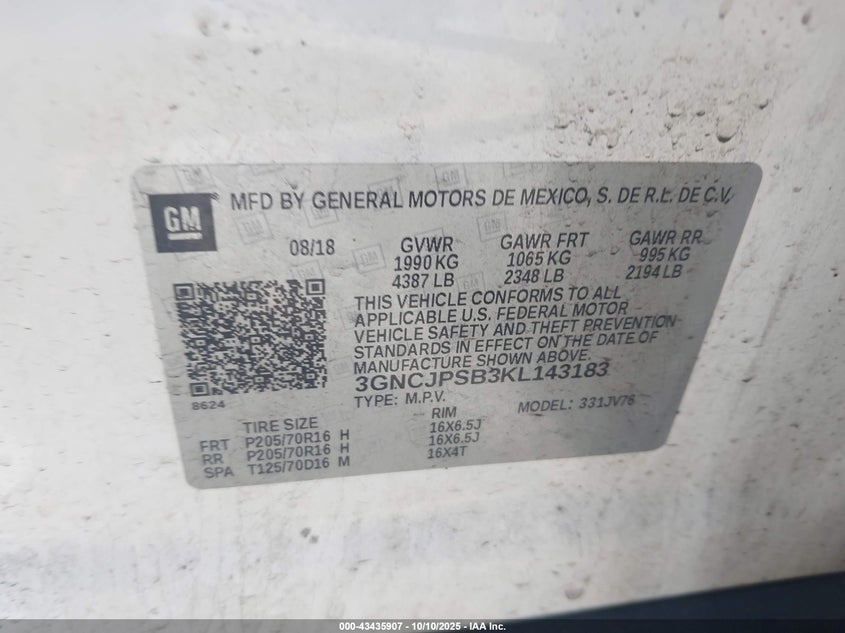 GM
MFD BY GENERAL MOTORS DE MEXICO, S. DE R.L. DE C.V.
08/18 GVWR GAWR FRT GAWR RR
1990 KG 1065 KG 995 KG
4387 LB 2348 LB 2194 LB
THIS VEHICLE CONFORMS TO ALL
APPLICABLE U.S. FEDERAL MOTOR
VEHICLE SAFETY AND THEFT PREVENTION
STANDARDS IN EFFECT ON THE DATE OF
MANUFACTURE SHOWN ABOVE.
3GNCJPSB3KL143183
8624
TYPE: M.P.V. MODEL: 331JV76
TIRE SIZE RIM
FRT P205/70R16 H 16X6.5J
RR P205/70R16 H 16X6.5J
SPA T125/70D16 M 16X4T
000-43435907 - 10/10/2025 - IAA Inc.